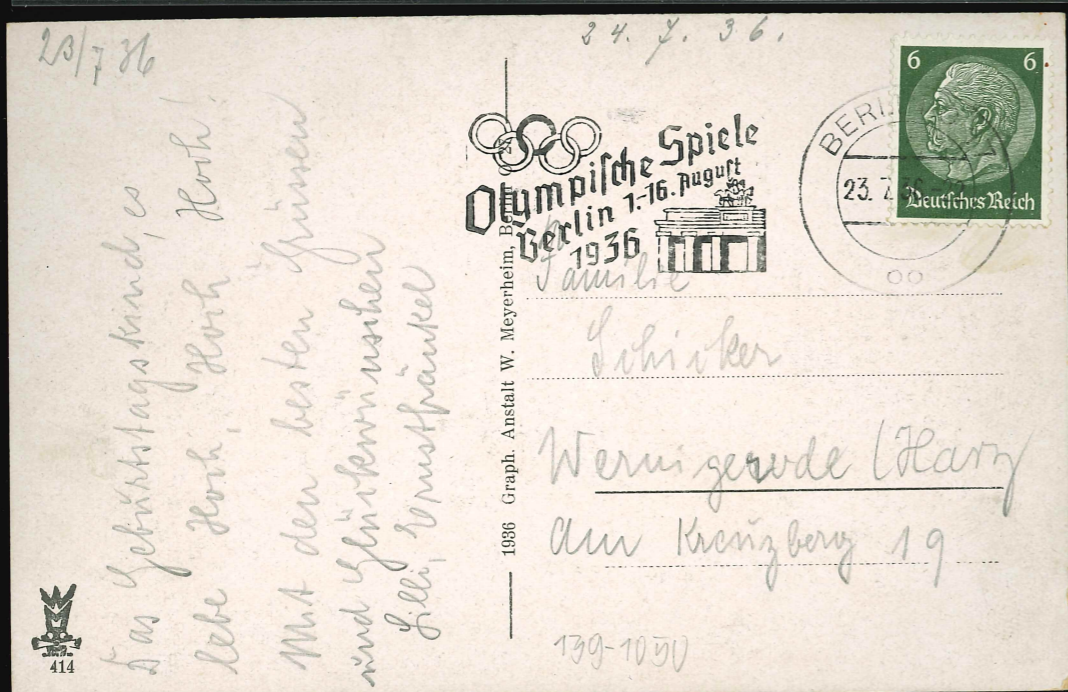 23/7 36
Das Geburtstagskind, es
lebe Hoch, Hoch, Hoch!
Mit den besten Grüssen
und Glückwünschen
Lilli, Ernst Fränkel
414
1936 Graph. Anstalt W. Meyerheim,
24. 7. 36.
Olympische Spiele
Berlin 1.-16. August
1936
BERLIN
23. 7. 36
6 6
Deutsches Reich
Familie
Schicker
Wernigerode (Harz
Am Kreuzberg 19
139-1050